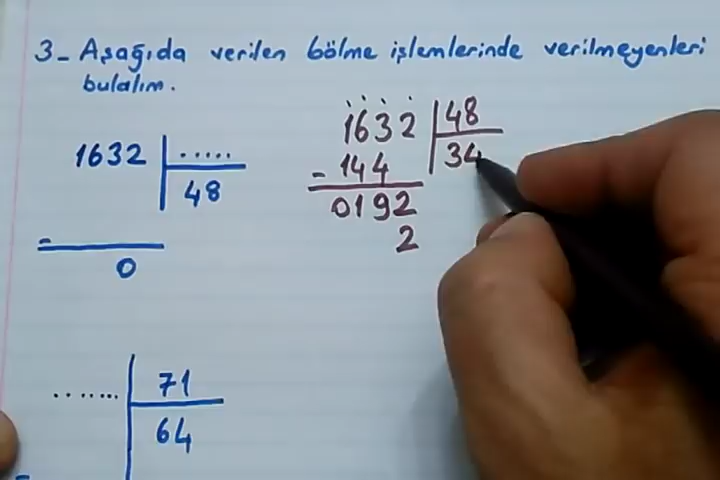 3- Aşağıda verilen bölme işlemlerinde verilmeyenleri
bulalım.
1632 | .....
48
-
0
1632 | 48
34
- 144
0192
2
....... | 71
64
-